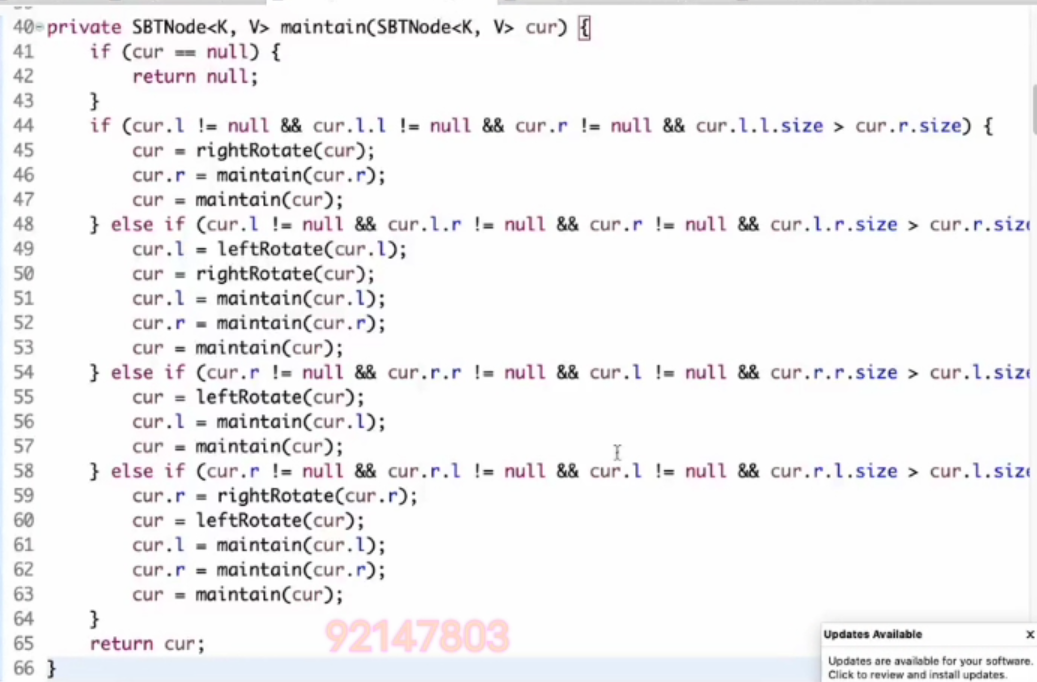 40 private SBTNode<K, V> maintain(SBTNode<K, V> cur) {
41 if (cur == null) {
42 return null;
43 }
44 if (cur.l != null && cur.l.l != null && cur.r != null && cur.l.l.size > cur.r.size) {
45 cur = rightRotate(cur);
46 cur.r = maintain(cur.r);
47 cur = maintain(cur);
48 } else if (cur.l != null && cur.l.r != null && cur.r != null && cur.l.r.size > cur.r.size
49 cur.l = leftRotate(cur.l);
50 cur = rightRotate(cur);
51 cur.l = maintain(cur.l);
52 cur.r = maintain(cur.r);
53 cur = maintain(cur);
54 } else if (cur.r != null && cur.r.r != null && cur.l != null && cur.r.r.size > cur.l.size
55 cur = leftRotate(cur);
56 cur.l = maintain(cur.l);
57 cur = maintain(cur);
58 } else if (cur.r != null && cur.r.l != null && cur.l != null && cur.r.l.size > cur.l.size
59 cur.r = rightRotate(cur.r);
60 cur = leftRotate(cur);
61 cur.l = maintain(cur.l);
62 cur.r = maintain(cur.r);
63 cur = maintain(cur);
64 }
65 return cur;
66 }
92147803
Updates Available X
Updates are available for your software.
Click to review and install updates.